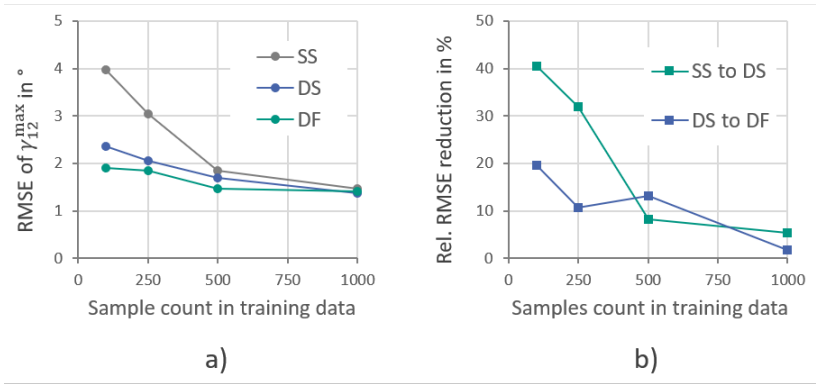 5
4
3
2
1
0
0
250
500
750
1000
RMSE of γ₁₂ᵐᵃˣ in °
Sample count in training data
SS
DS
DF
a)
50
40
30
20
10
0
0
250
500
750
1000
Rel. RMSE reduction in %
Samples count in training data
SS to DS
DS to DF
b)